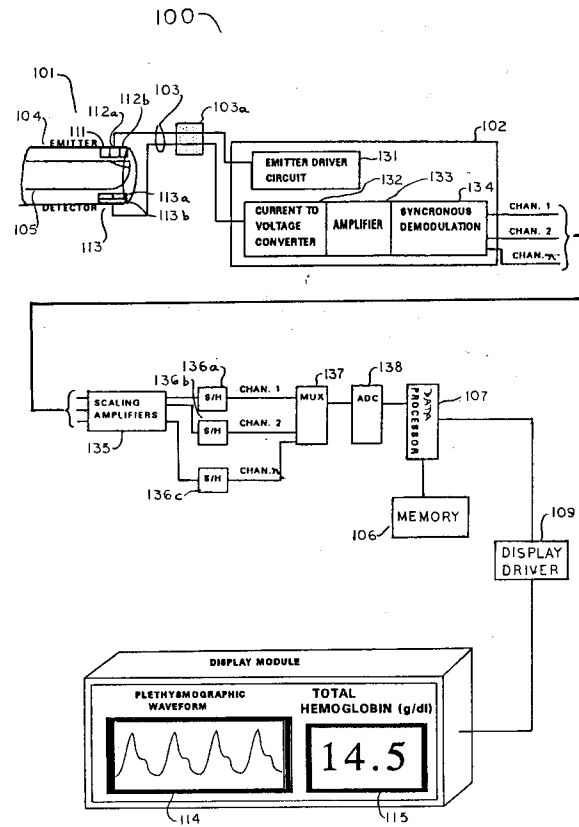 100
101
103
103a
111
112a
112b
104
EMITTER
102
113a
113b
105
DETECTOR
113
EMITTER DRIVER
CIRCUIT
131
132
133
134
CURRENT TO
VOLTAGE
CONVERTER
AMPLIFIER
SYNCRONOUS
DEMODULATION
CHAN. 1
CHAN. 2
CHAN. n
136a
136b
137
138
107
SCALING
AMPLIFIERS
135
S/H
CHAN. 1
S/H
CHAN. 2
S/H
CHAN. n
136c
MUX
ADC
DATA
PROCESSOR
MEMORY
106
109
DISPLAY
DRIVER
DISPLAY MODULE
PLETHYSMOGRAPHIC
WAVEFORM
TOTAL
HEMOGLOBIN (g/dl)
14.5
114
115